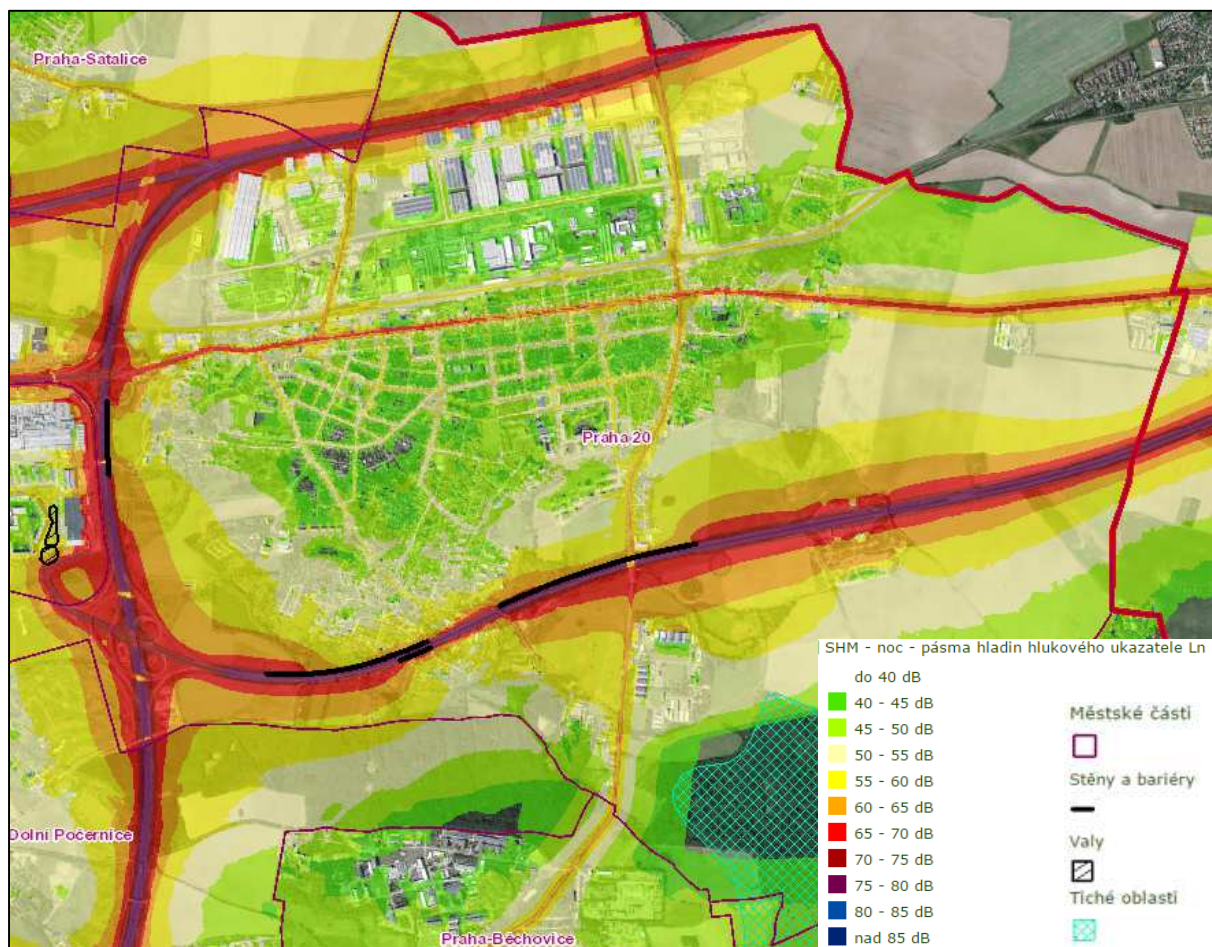 Praha-Satalice
Praha 20
Dolní Počernice
Praha-Běchovice
SHM - noc - pásma hladin hlukového ukazatele Ln
do 40 dB
40 - 45 dB
45 - 50 dB
50 - 55 dB
55 - 60 dB
60 - 65 dB
65 - 70 dB
70 - 75 dB
75 - 80 dB
80 - 85 dB
nad 85 dB
Městské části
Stěny a bariéry
Valy
Tiché oblasti